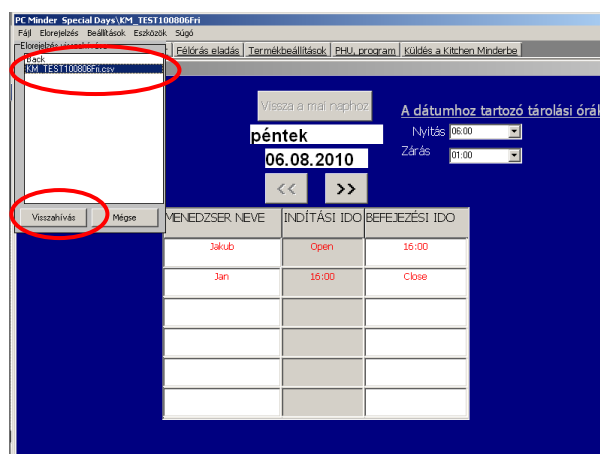 PC Minder Special Days\KM_TEST100806Fri
Fájl Elorejelzés Beállítások Eszközök Súgó
Félórás eladás Termékbeállítások PHU, program Küldés a Kitchen Minderbe
Back
KM_TEST100806Fri.csv
Visszahívás Mégse
Vissza a mai naphoz
péntek
06.08.2010
<< >>
A dátumhoz tartozó tárolási órák
Nyitás 06:00
Zárás 01:00
MENEDZSER NEVE INDÍTÁSI IDO BEFEJEZÉSI IDO
Jakub Open 16:00
Jan 16:00 Close